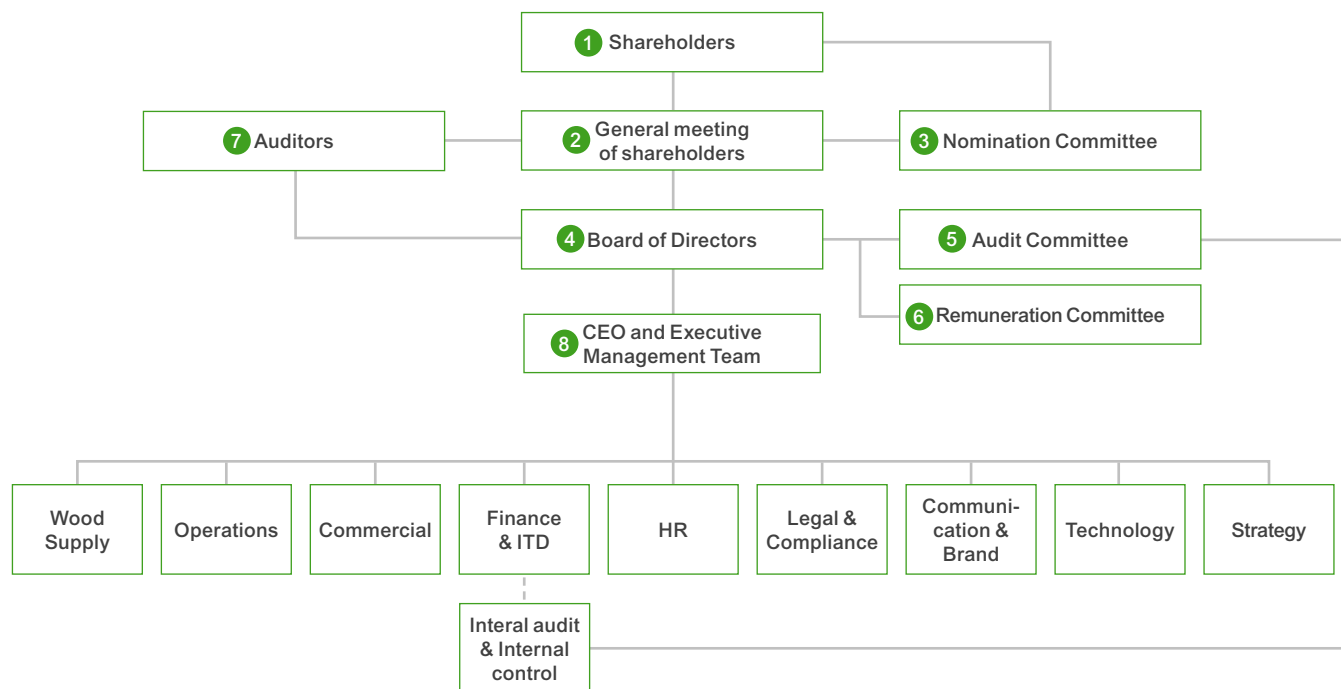 1 Shareholders
7 Auditors
2 General meeting
of shareholders
3 Nomination Committee
4 Board of Directors
5 Audit Committee
6 Remuneration Committee
8 CEO and Executive
Management Team
Wood
Supply
Operations
Commercial
Finance
& ITD
HR
Legal &
Compliance
Communi-
cation &
Brand
Technology
Strategy
Interal audit
& Internal
control